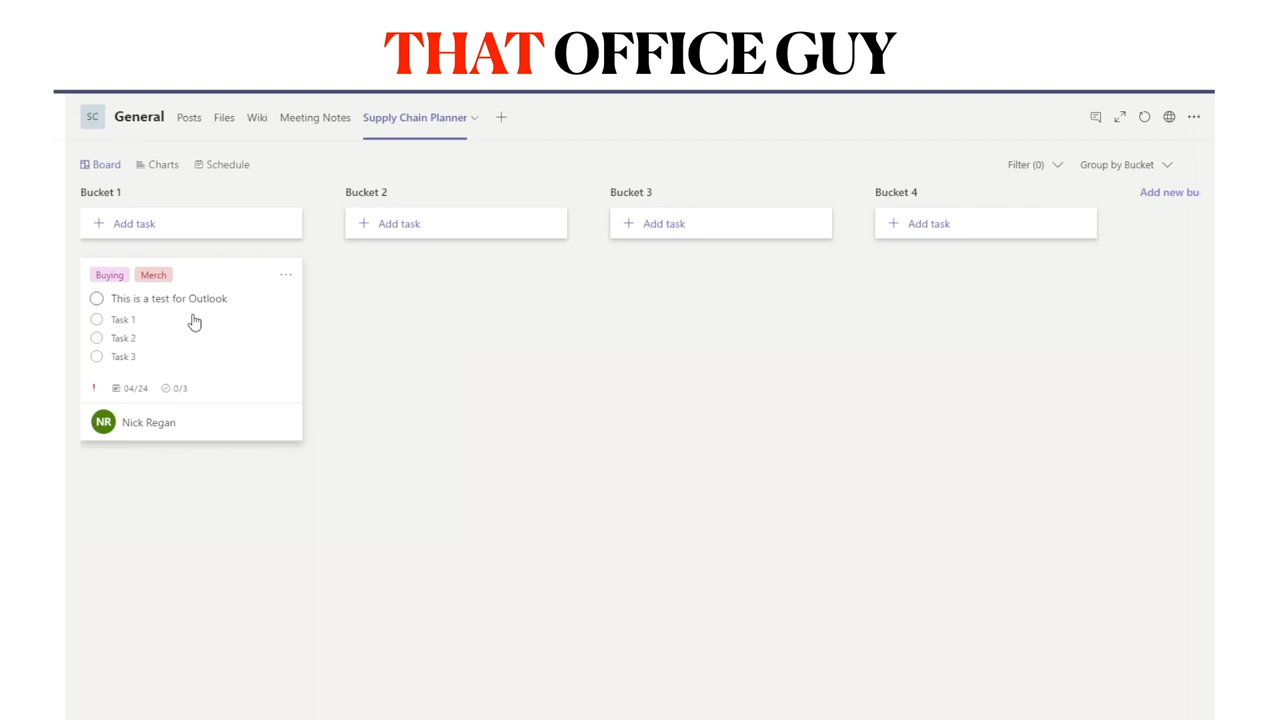 THAT OFFICE GUY
SC General Posts Files Wiki Meeting Notes Supply Chain Planner
Board Charts Schedule Filter (0) Group by Bucket
Bucket 1 Bucket 2 Bucket 3 Bucket 4 Add new bu
+ Add task + Add task + Add task + Add task
Buying Merch ...
This is a test for Outlook
Task 1
Task 2
Task 3
! 04/24 0/3
NR Nick Regan